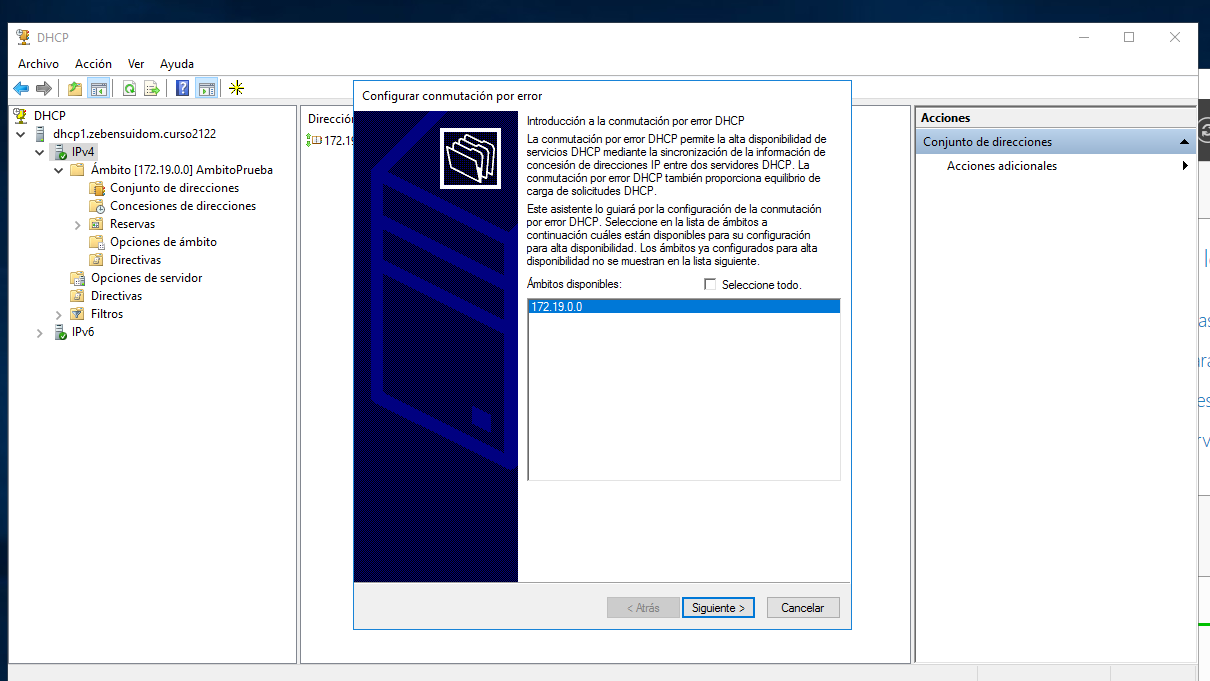 DHCP
Archivo Acción Ver Ayuda
DHCP
dhcp1.zebensuidom.curso2122
IPv4
Ámbito [172.19.0.0] AmbitoPrueba
Conjunto de direcciones
Concesiones de direcciones
Reservas
Opciones de ámbito
Directivas
Opciones de servidor
Directivas
Filtros
IPv6
Configurar conmutación por error
Introducción a la conmutación por error DHCP
La conmutación por error DHCP permite la alta disponibilidad de
servicios DHCP mediante la sincronización de la información de
concesión de direcciones IP entre dos servidores DHCP. La
conmutación por error DHCP también proporciona equilibrio de
carga de solicitudes DHCP.
Este asistente lo guiará por la configuración de la conmutación
por error DHCP. Seleccione en la lista de ámbitos a
continuación cuáles están disponibles para su configuración
para alta disponibilidad. Los ámbitos ya configurados para alta
disponibilidad no se muestran en la lista siguiente.
Ámbitos disponibles:
Seleccione todo.
172.19.0.0
< Atrás
Siguiente >
Cancelar
Acciones
Conjunto de direcciones
Acciones adicionales